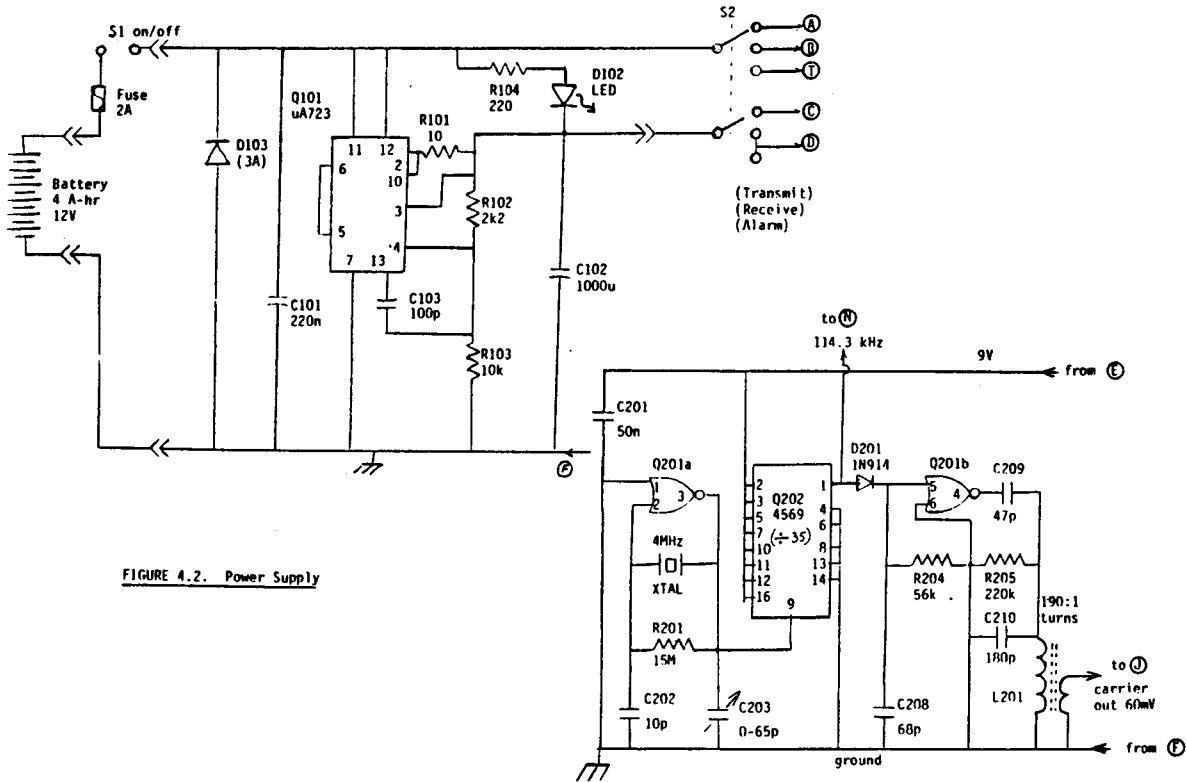 S1 on/off
Fuse
2A
Battery
4 A-hr
12V
D103
(3A)
C101
220n
Q101
uA723
11
12
6
5
2
10
3
4
7
13
R101
10
R102
2k2
R103
10k
C103
100p
R104
220
D102
LED
C102
1000u
S2
A
B
T
C
D
(Transmit)
(Receive)
(Alarm)
FIGURE 4.2. Power Supply
to N
114.3 kHz
9V
from E
C201
50n
Q201a
1
2
3
4MHz
XTAL
R201
15M
C202
10p
C203
0-65p
Q202
4569
(÷35)
2
3
5
7
10
11
12
16
1
4
6
8
13
14
9
D201
1N914
Q201b
5
6
4
C209
47p
R204
56k
R205
220k
C210
180p
190:1
turns
L201
C208
68p
to J
carrier
out 60mV
ground
from F